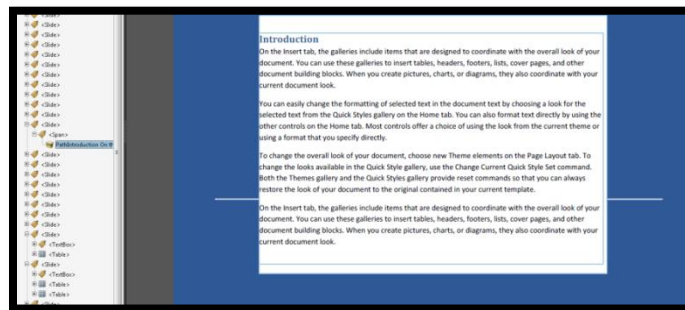 <Slide>
<Slide>
<Slide>
<Slide>
<Slide>
<Slide>
<Slide>
<Slide>
<Slide>
<Slide>
<Slide>
<Span>
PathIntroduction On t
<Slide>
<Slide>
<Slide>
<Slide>
<Slide>
<Slide>
<Slide>
<Slide>
<TextBox>
<Table>
<Slide>
<TextBox>
<Table>
<Table>
<Slide>
Introduction
On the Insert tab, the galleries include items that are designed to coordinate with the overall look of your
document. You can use these galleries to insert tables, headers, footers, lists, cover pages, and other
document building blocks. When you create pictures, charts, or diagrams, they also coordinate with your
current document look.
You can easily change the formatting of selected text in the document text by choosing a look for the
selected text from the Quick Styles gallery on the Home tab. You can also format text directly by using the
other controls on the Home tab. Most controls offer a choice of using the look from the current theme or
using a format that you specify directly.
To change the overall look of your document, choose new Theme elements on the Page Layout tab. To
change the looks available in the Quick Style gallery, use the Change Current Quick Style Set command.
Both the Themes gallery and the Quick Styles gallery provide reset commands so that you can always
restore the look of your document to the original contained in your current template.
On the Insert tab, the galleries include items that are designed to coordinate with the overall look of your
document. You can use these galleries to insert tables, headers, footers, lists, cover pages, and other
document building blocks. When you create pictures, charts, or diagrams, they also coordinate with your
current document look.